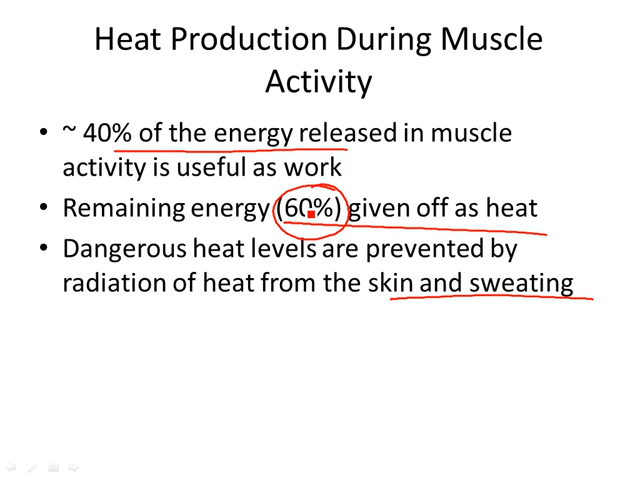 Heat Production During Muscle
Activity
• ~ 40% of the energy released in muscle
activity is useful as work
• Remaining energy (60%) given off as heat
• Dangerous heat levels are prevented by
radiation of heat from the skin and sweating